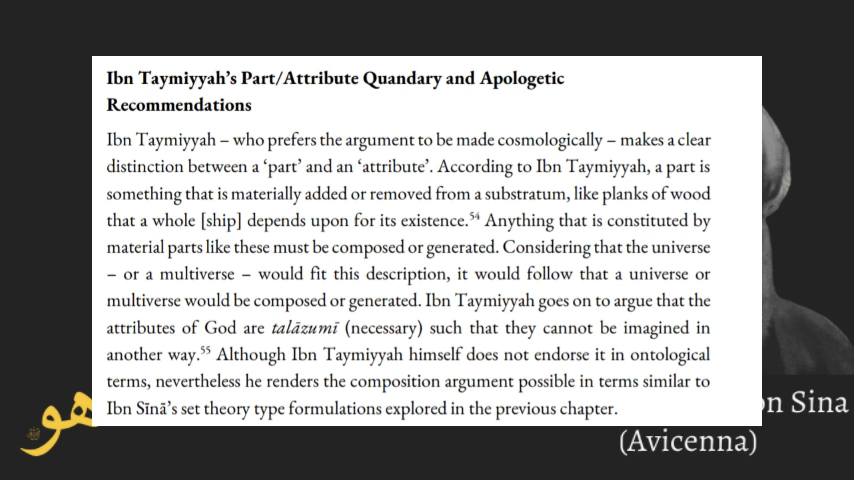 Ibn Taymiyyah's Part/Attribute Quandary and Apologetic
Recommendations
Ibn Taymiyyah – who prefers the argument to be made cosmologically – makes a clear
distinction between a ‘part’ and an ‘attribute’. According to Ibn Taymiyyah, a part is
something that is materially added or removed from a substratum, like planks of wood
that a whole [ship] depends upon for its existence.54 Anything that is constituted by
material parts like these must be composed or generated. Considering that the universe
– or a multiverse – would fit this description, it would follow that a universe or
multiverse would be composed or generated. Ibn Taymiyyah goes on to argue that the
attributes of God are talāzumī (necessary) such that they cannot be imagined in
another way.55 Although Ibn Taymiyyah himself does not endorse it in ontological
terms, nevertheless he renders the composition argument possible in terms similar to
Ibn Sīnā’s set theory type formulations explored in the previous chapter.
هو
on Sina
(Avicenna)